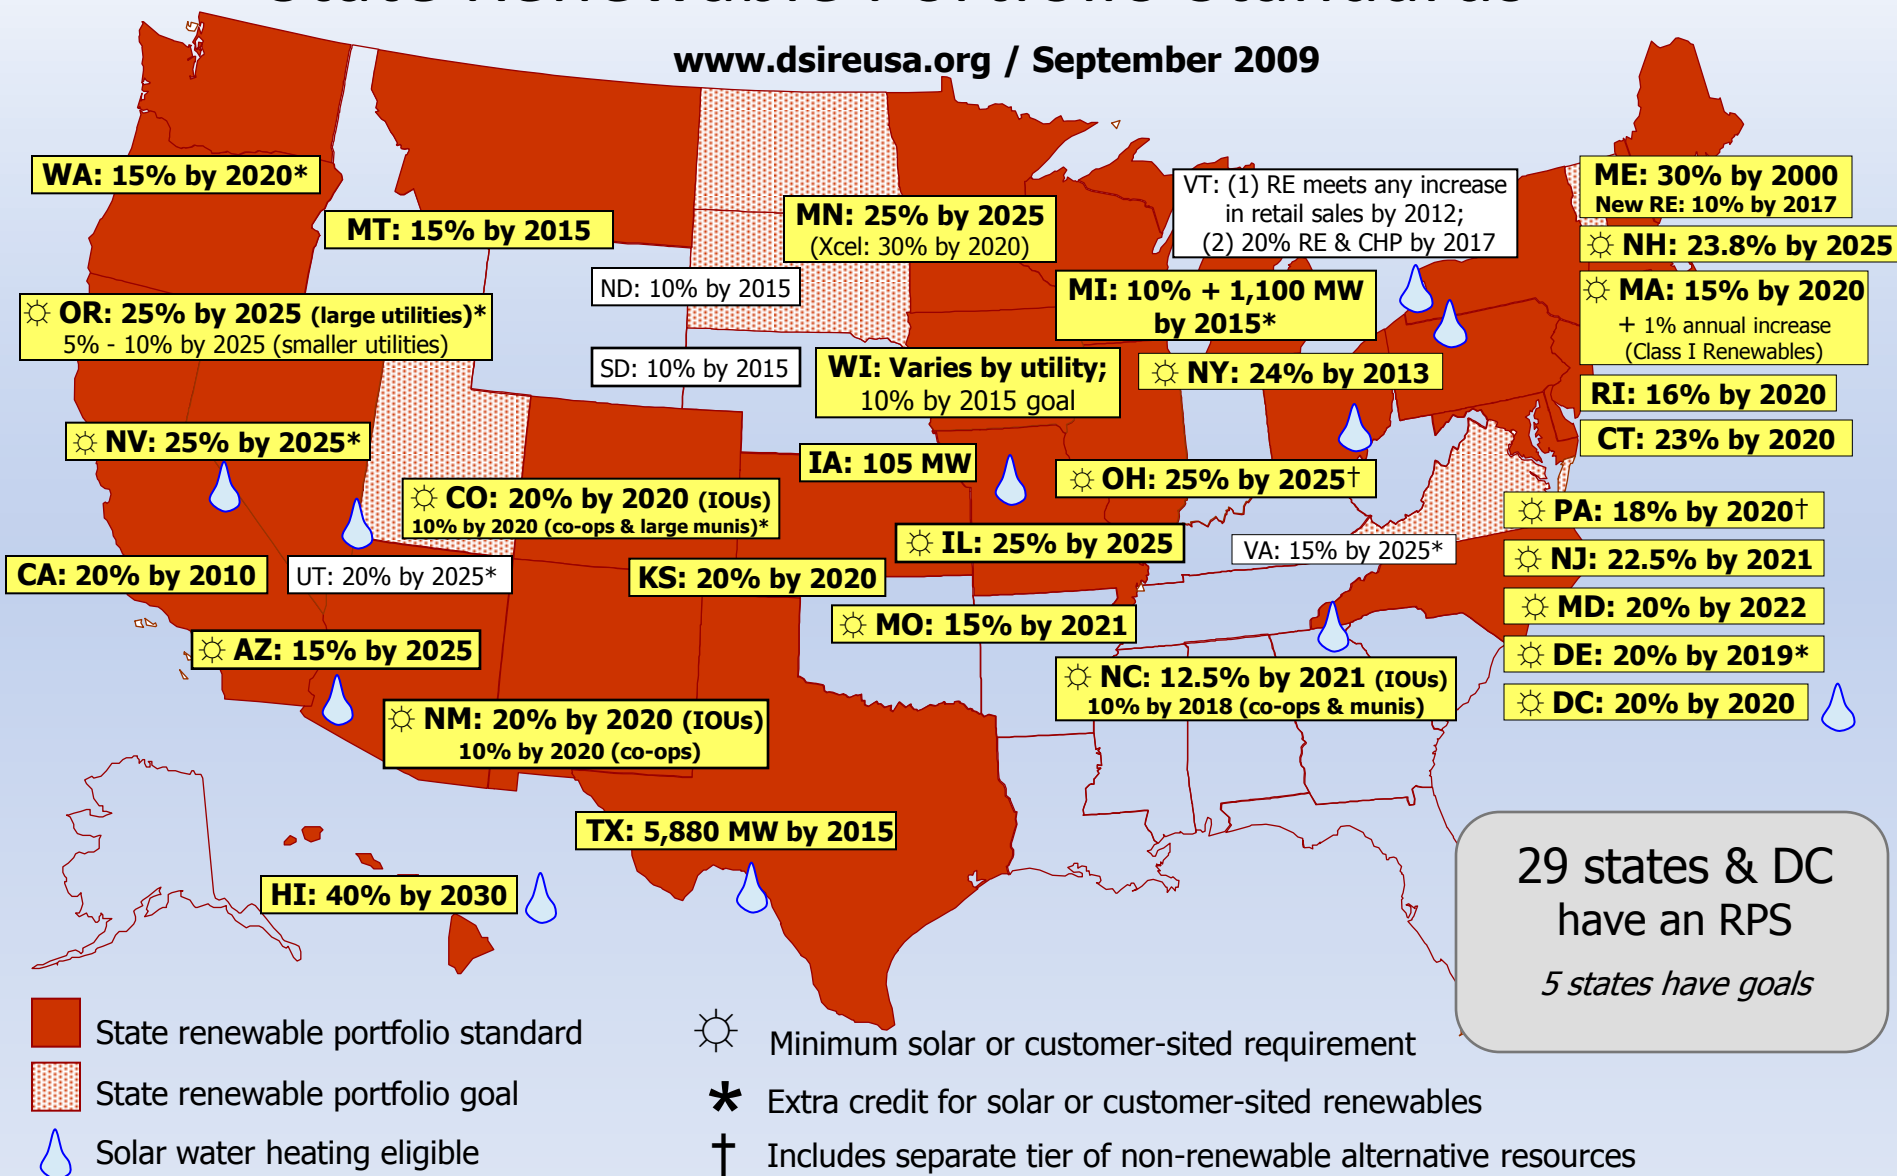 State Renewable Portfolio Standards
www.dsireusa.org / September 2009
WA: 15% by 2020*
MT: 15% by 2015
MN: 25% by 2025
(Xcel: 30% by 2020)
VT: (1) RE meets any increase
in retail sales by 2012;
(2) 20% RE & CHP by 2017
ME: 30% by 2000
New RE: 10% by 2017
☼ NH: 23.8% by 2025
ND: 10% by 2015
MI: 10% + 1,100 MW
by 2015*
☼ MA: 15% by 2020
+ 1% annual increase
(Class I Renewables)
☼ OR: 25% by 2025 (large utilities)*
5% - 10% by 2025 (smaller utilities)
SD: 10% by 2015
WI: Varies by utility;
10% by 2015 goal
☼ NY: 24% by 2013
RI: 16% by 2020
CT: 23% by 2020
☼ NV: 25% by 2025*
IA: 105 MW
☼ OH: 25% by 2025†
☼ CO: 20% by 2020 (IOUs)
10% by 2020 (co-ops & large munis)*
☼ PA: 18% by 2020†
☼ IL: 25% by 2025
VA: 15% by 2025*
☼ NJ: 22.5% by 2021
CA: 20% by 2010
UT: 20% by 2025*
KS: 20% by 2020
☼ MD: 20% by 2022
☼ MO: 15% by 2021
☼ AZ: 15% by 2025
☼ DE: 20% by 2019*
☼ NC: 12.5% by 2021 (IOUs)
10% by 2018 (co-ops & munis)
☼ DC: 20% by 2020
☼ NM: 20% by 2020 (IOUs)
10% by 2020 (co-ops)
TX: 5,880 MW by 2015
HI: 40% by 2030
29 states & DC
have an RPS
5 states have goals
State renewable portfolio standard
State renewable portfolio goal
Solar water heating eligible
☼ Minimum solar or customer-sited requirement
* Extra credit for solar or customer-sited renewables
† Includes separate tier of non-renewable alternative resources